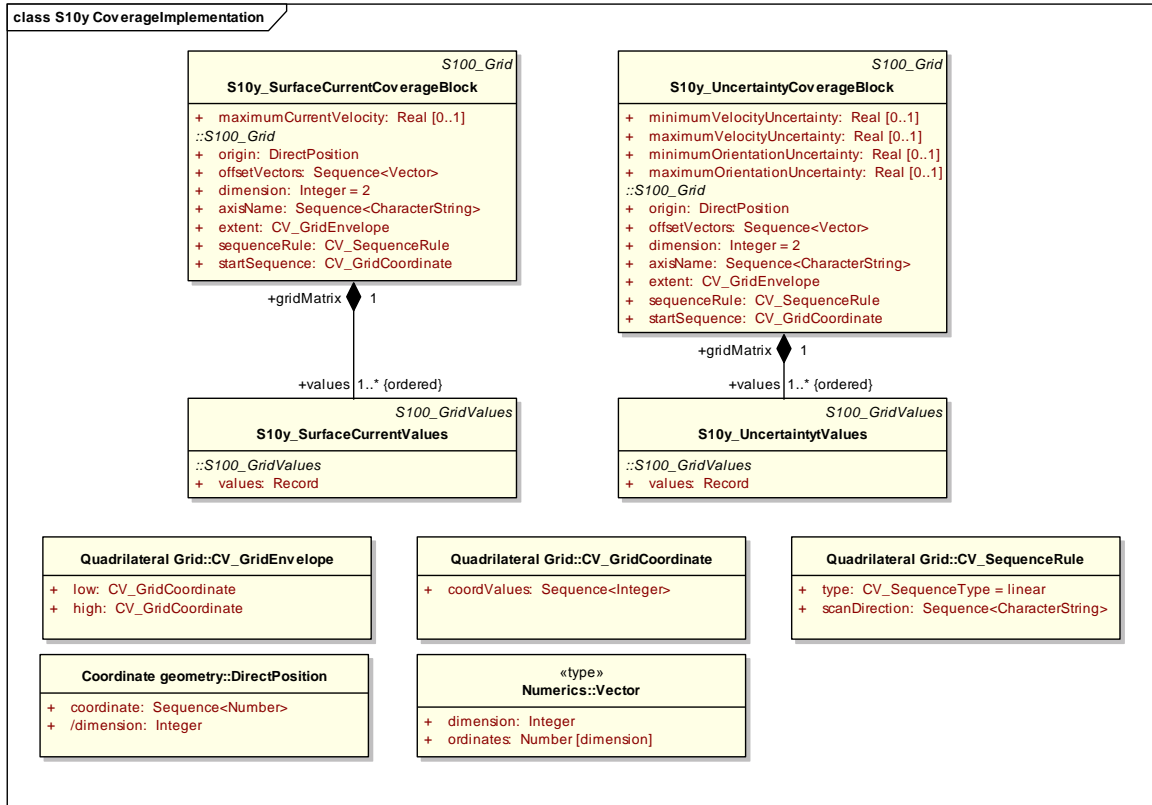 class S10y CoverageImplementation
S100_Grid
S10y_SurfaceCurrentCoverageBlock
+ maximumCurrentVelocity: Real [0..1]
::S100_Grid
+ origin: DirectPosition
+ offsetVectors: Sequence<Vector>
+ dimension: Integer = 2
+ axisName: Sequence<CharacterString>
+ extent: CV_GridEnvelope
+ sequenceRule: CV_SequenceRule
+ startSequence: CV_GridCoordinate
+gridMatrix 1
+values 1..* {ordered}
S100_GridValues
S10y_SurfaceCurrentValues
::S100_GridValues
+ values: Record
S100_Grid
S10y_UncertaintyCoverageBlock
+ minimumVelocityUncertainty: Real [0..1]
+ maximumVelocityUncertainty: Real [0..1]
+ minimumOrientationUncertainty: Real [0..1]
+ maximumOrientationUncertainty: Real [0..1]
::S100_Grid
+ origin: DirectPosition
+ offsetVectors: Sequence<Vector>
+ dimension: Integer = 2
+ axisName: Sequence<CharacterString>
+ extent: CV_GridEnvelope
+ sequenceRule: CV_SequenceRule
+ startSequence: CV_GridCoordinate
+gridMatrix 1
+values 1..* {ordered}
S100_GridValues
S10y_UncertaintytValues
::S100_GridValues
+ values: Record
Quadrilateral Grid::CV_GridEnvelope
+ low: CV_GridCoordinate
+ high: CV_GridCoordinate
Quadrilateral Grid::CV_GridCoordinate
+ coordValues: Sequence<Integer>
Quadrilateral Grid::CV_SequenceRule
+ type: CV_SequenceType = linear
+ scanDirection: Sequence<CharacterString>
Coordinate geometry::DirectPosition
+ coordinate: Sequence<Number>
+ /dimension: Integer
«type»
Numerics::Vector
+ dimension: Integer
+ ordinates: Number [dimension]